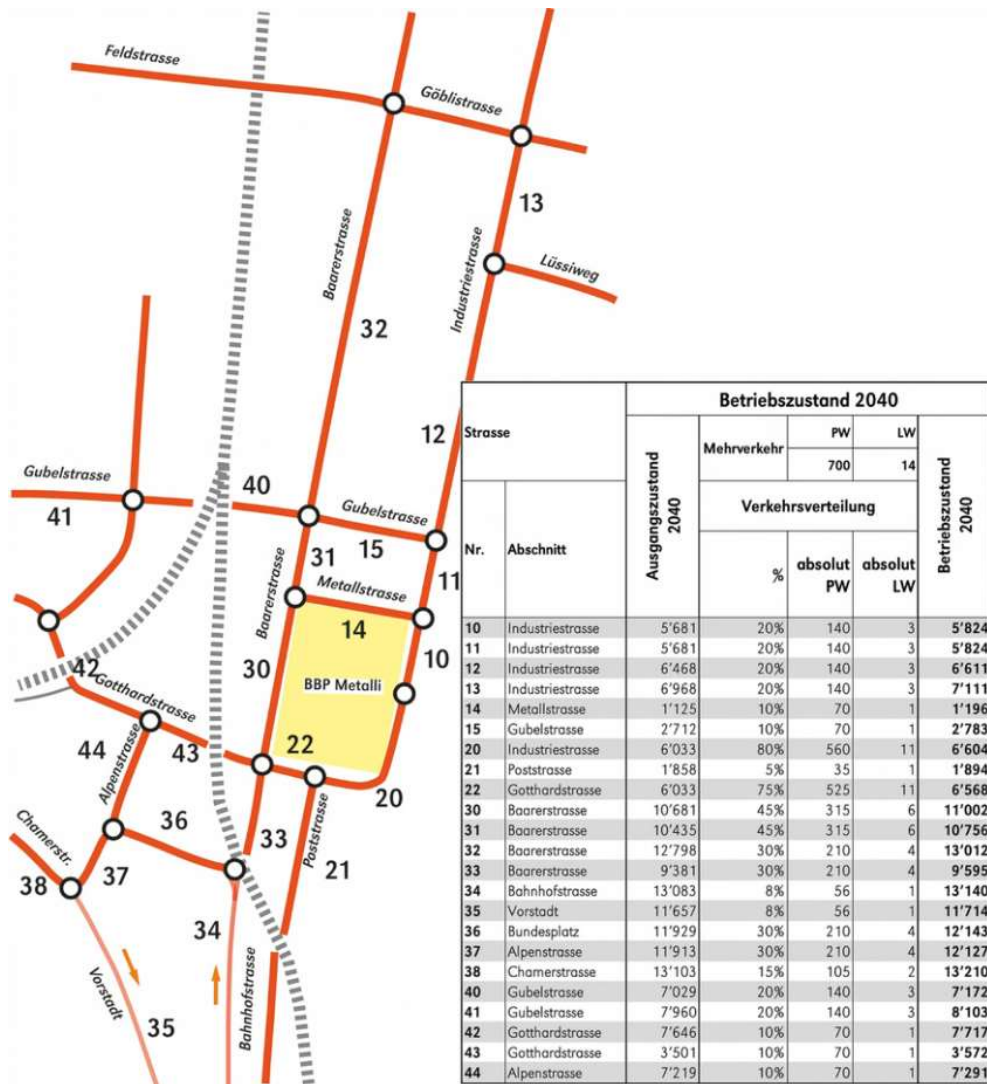 Feldstrasse
Göblistrasse
13
Baarerstrasse
Industriestrasse
Lüssiweg
32
12
Gubelstrasse
40
41
Gubelstrasse
31
15
11
Baarerstrasse
Metallstrasse
14
10
30
BBP Metalli
42
Gotthardstrasse
44
43
22
Alpenstrasse
20
36
33
Poststrasse
21
Chamerstr.
37
38
34
Vorstadt
35
Bahnhofstrasse
Betriebszustand 2040
Strasse
Ausgangszustand 2040
Mehrverkehr
PW
LW
700
14
Betriebszustand 2040
Verkehrsverteilung
Nr.
Abschnitt
%
absolut PW
absolut LW
10 Industriestrasse 5'681 20% 140 3 5'824
11 Industriestrasse 5'681 20% 140 3 5'824
12 Industriestrasse 6'468 20% 140 3 6'611
13 Industriestrasse 6'968 20% 140 3 7'111
14 Metallstrasse 1'125 10% 70 1 1'196
15 Gubelstrasse 2'712 10% 70 1 2'783
20 Industriestrasse 6'033 80% 560 11 6'604
21 Poststrasse 1'858 5% 35 1 1'894
22 Gotthardstrasse 6'033 75% 525 11 6'568
30 Baarerstrasse 10'681 45% 315 6 11'002
31 Baarerstrasse 10'435 45% 315 6 10'756
32 Baarerstrasse 12'798 30% 210 4 13'012
33 Baarerstrasse 9'381 30% 210 4 9'595
34 Bahnhofstrasse 13'083 8% 56 1 13'140
35 Vorstadt 11'657 8% 56 1 11'714
36 Bundesplatz 11'929 30% 210 4 12'143
37 Alpenstrasse 11'913 30% 210 4 12'127
38 Chamerstrasse 13'103 15% 105 2 13'210
40 Gubelstrasse 7'029 20% 140 3 7'172
41 Gubelstrasse 7'960 20% 140 3 8'103
42 Gotthardstrasse 7'646 10% 70 1 7'717
43 Gotthardstrasse 3'501 10% 70 1 3'572
44 Alpenstrasse 7'219 10% 70 1 7'291